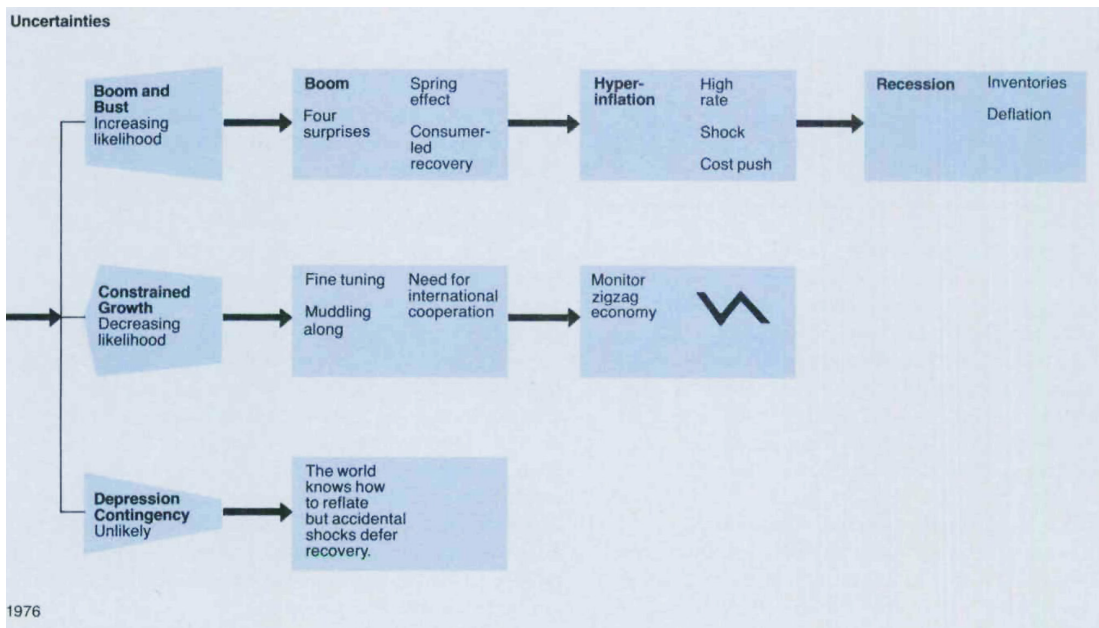 Uncertainties
Boom and
Bust
Increasing
likelihood
Boom
Four
surprises
Spring
effect
Consumer-
led
recovery
Hyper-
inflation
High
rate
Shock
Cost push
Recession
Inventories
Deflation
Constrained
Growth
Decreasing
likelihood
Fine tuning
Muddling
along
Need for
international
cooperation
Monitor
zigzag
economy
Depression
Contingency
Unlikely
The world
knows how
to reflate
but accidental
shocks defer
recovery.
1976